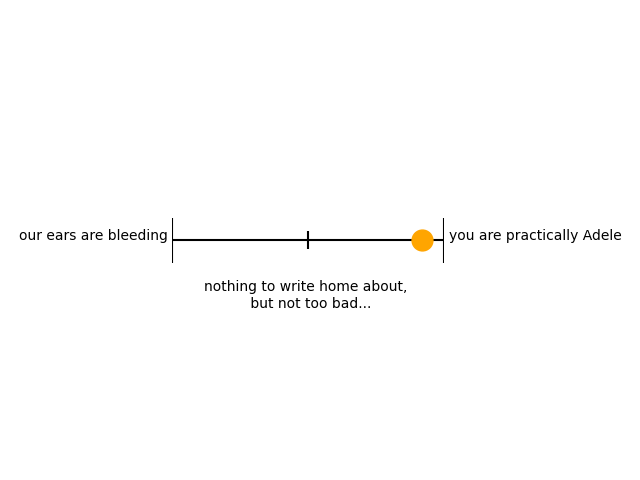 our ears are bleeding
you are practically Adele
nothing to write home about,
but not too bad...